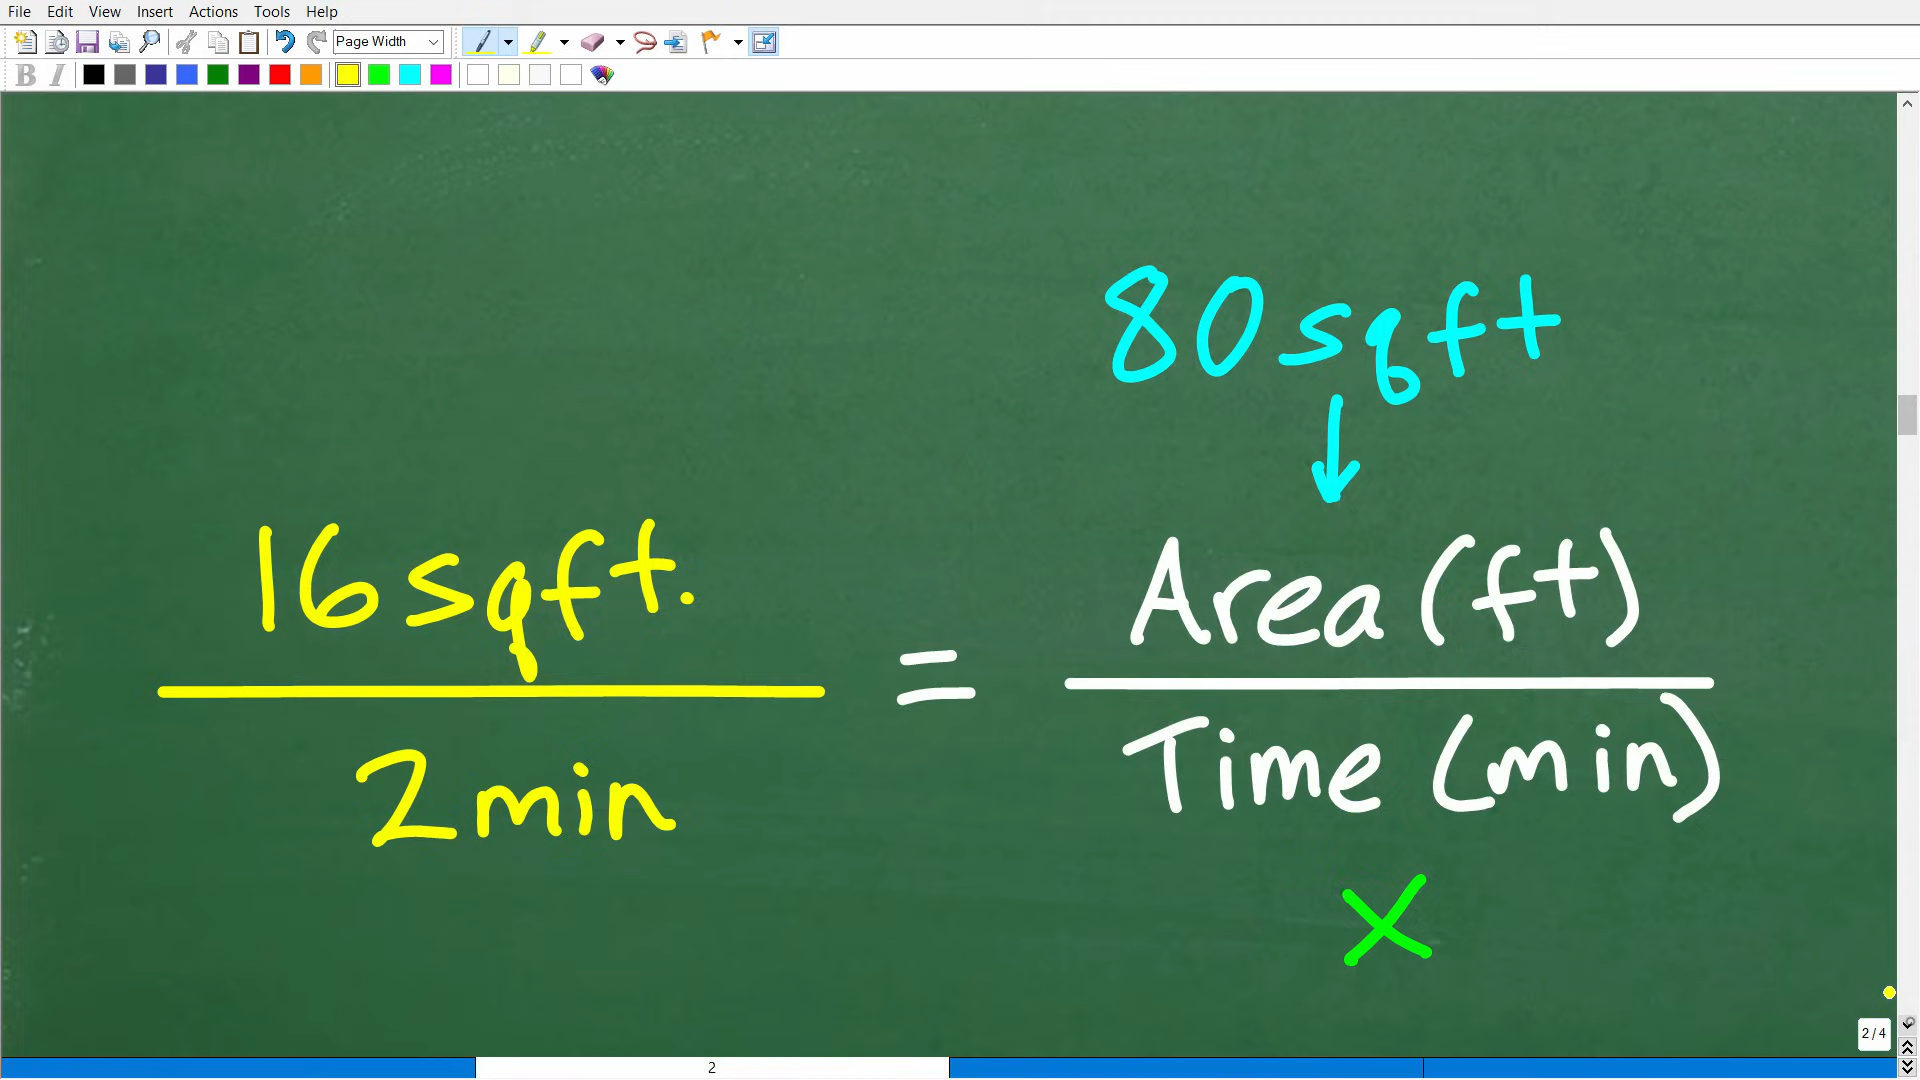 File Edit View Insert Actions Tools Help
Page Width
B I
80 sqft
16 sqft. = Area (ft)
2 min Time (min)
X
2 / 4
2